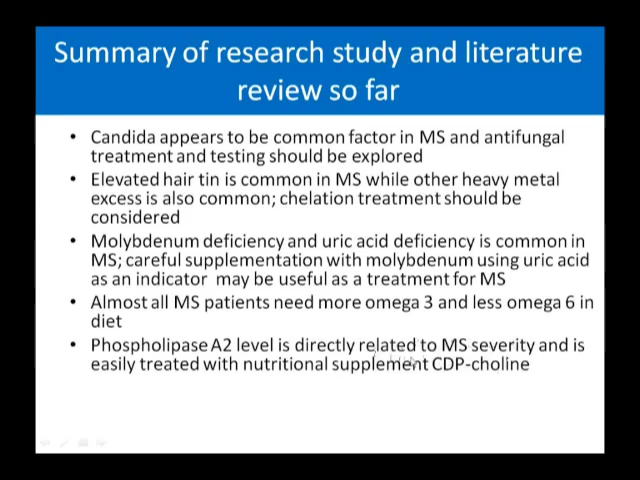 Summary of research study and literature
review so far
• Candida appears to be common factor in MS and antifungal
treatment and testing should be explored
• Elevated hair tin is common in MS while other heavy metal
excess is also common; chelation treatment should be
considered
• Molybdenum deficiency and uric acid deficiency is common in
MS; careful supplementation with molybdenum using uric acid
as an indicator may be useful as a treatment for MS
• Almost all MS patients need more omega 3 and less omega 6 in
diet
• Phospholipase A2 level is directly related to MS severity and is
easily treated with nutritional supplement CDP-choline